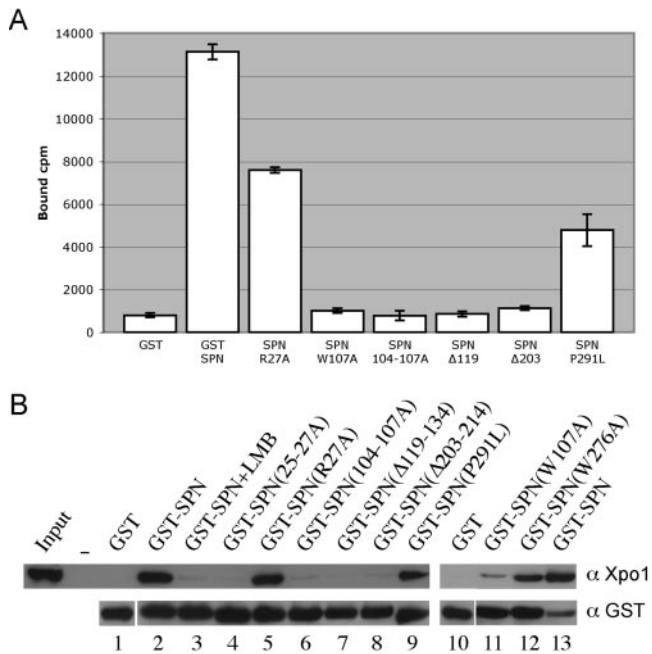 A
14000
12000
10000
8000
6000
4000
2000
0
Bound cpm
GST
GST SPN
SPN R27A
SPN W107A
SPN 104-107A
SPN Δ119
SPN Δ203
SPN P291L
B
Input
–
GST
GST-SPN
GST-SPN+LMB
GST-SPN(25-27A)
GST-SPN(R27A)
GST-SPN(104-107A)
GST-SPN(Δ119-134)
GST-SPN(Δ203-214)
GST-SPN(P291L)
GST
GST-SPN(W107A)
GST-SPN(W276A)
GST-SPN
α Xpo1
α GST
1 2 3 4 5 6 7 8 9 10 11 12 13